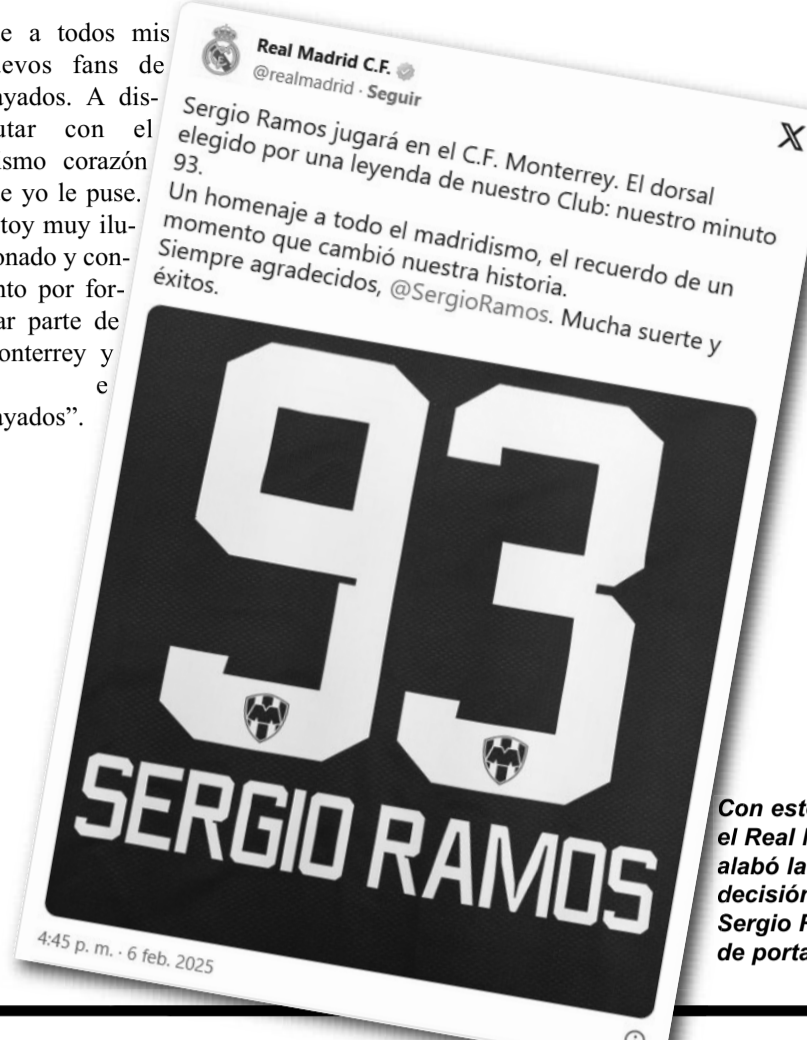 e a todos mis
evos fans de
ayados. A dis-
utar con el
ismo corazón
e yo le puse.
toy muy ilu-
onado y con-
nto por for-
ar parte de
onterrey y
e
ayados”.
Real Madrid C.F.
@realmadrid · Seguir
X
Sergio Ramos jugará en el C.F. Monterrey. El dorsal
elegido por una leyenda de nuestro Club: nuestro minuto
93.
Un homenaje a todo el madridismo, el recuerdo de un
momento que cambió nuestra historia.
Siempre agradecidos, @SergioRamos. Mucha suerte y
éxitos.
93
SERGIO RAMOS
4:45 p. m. · 6 feb. 2025
Con est
el Real
alabó la
decisión
Sergio
de porta